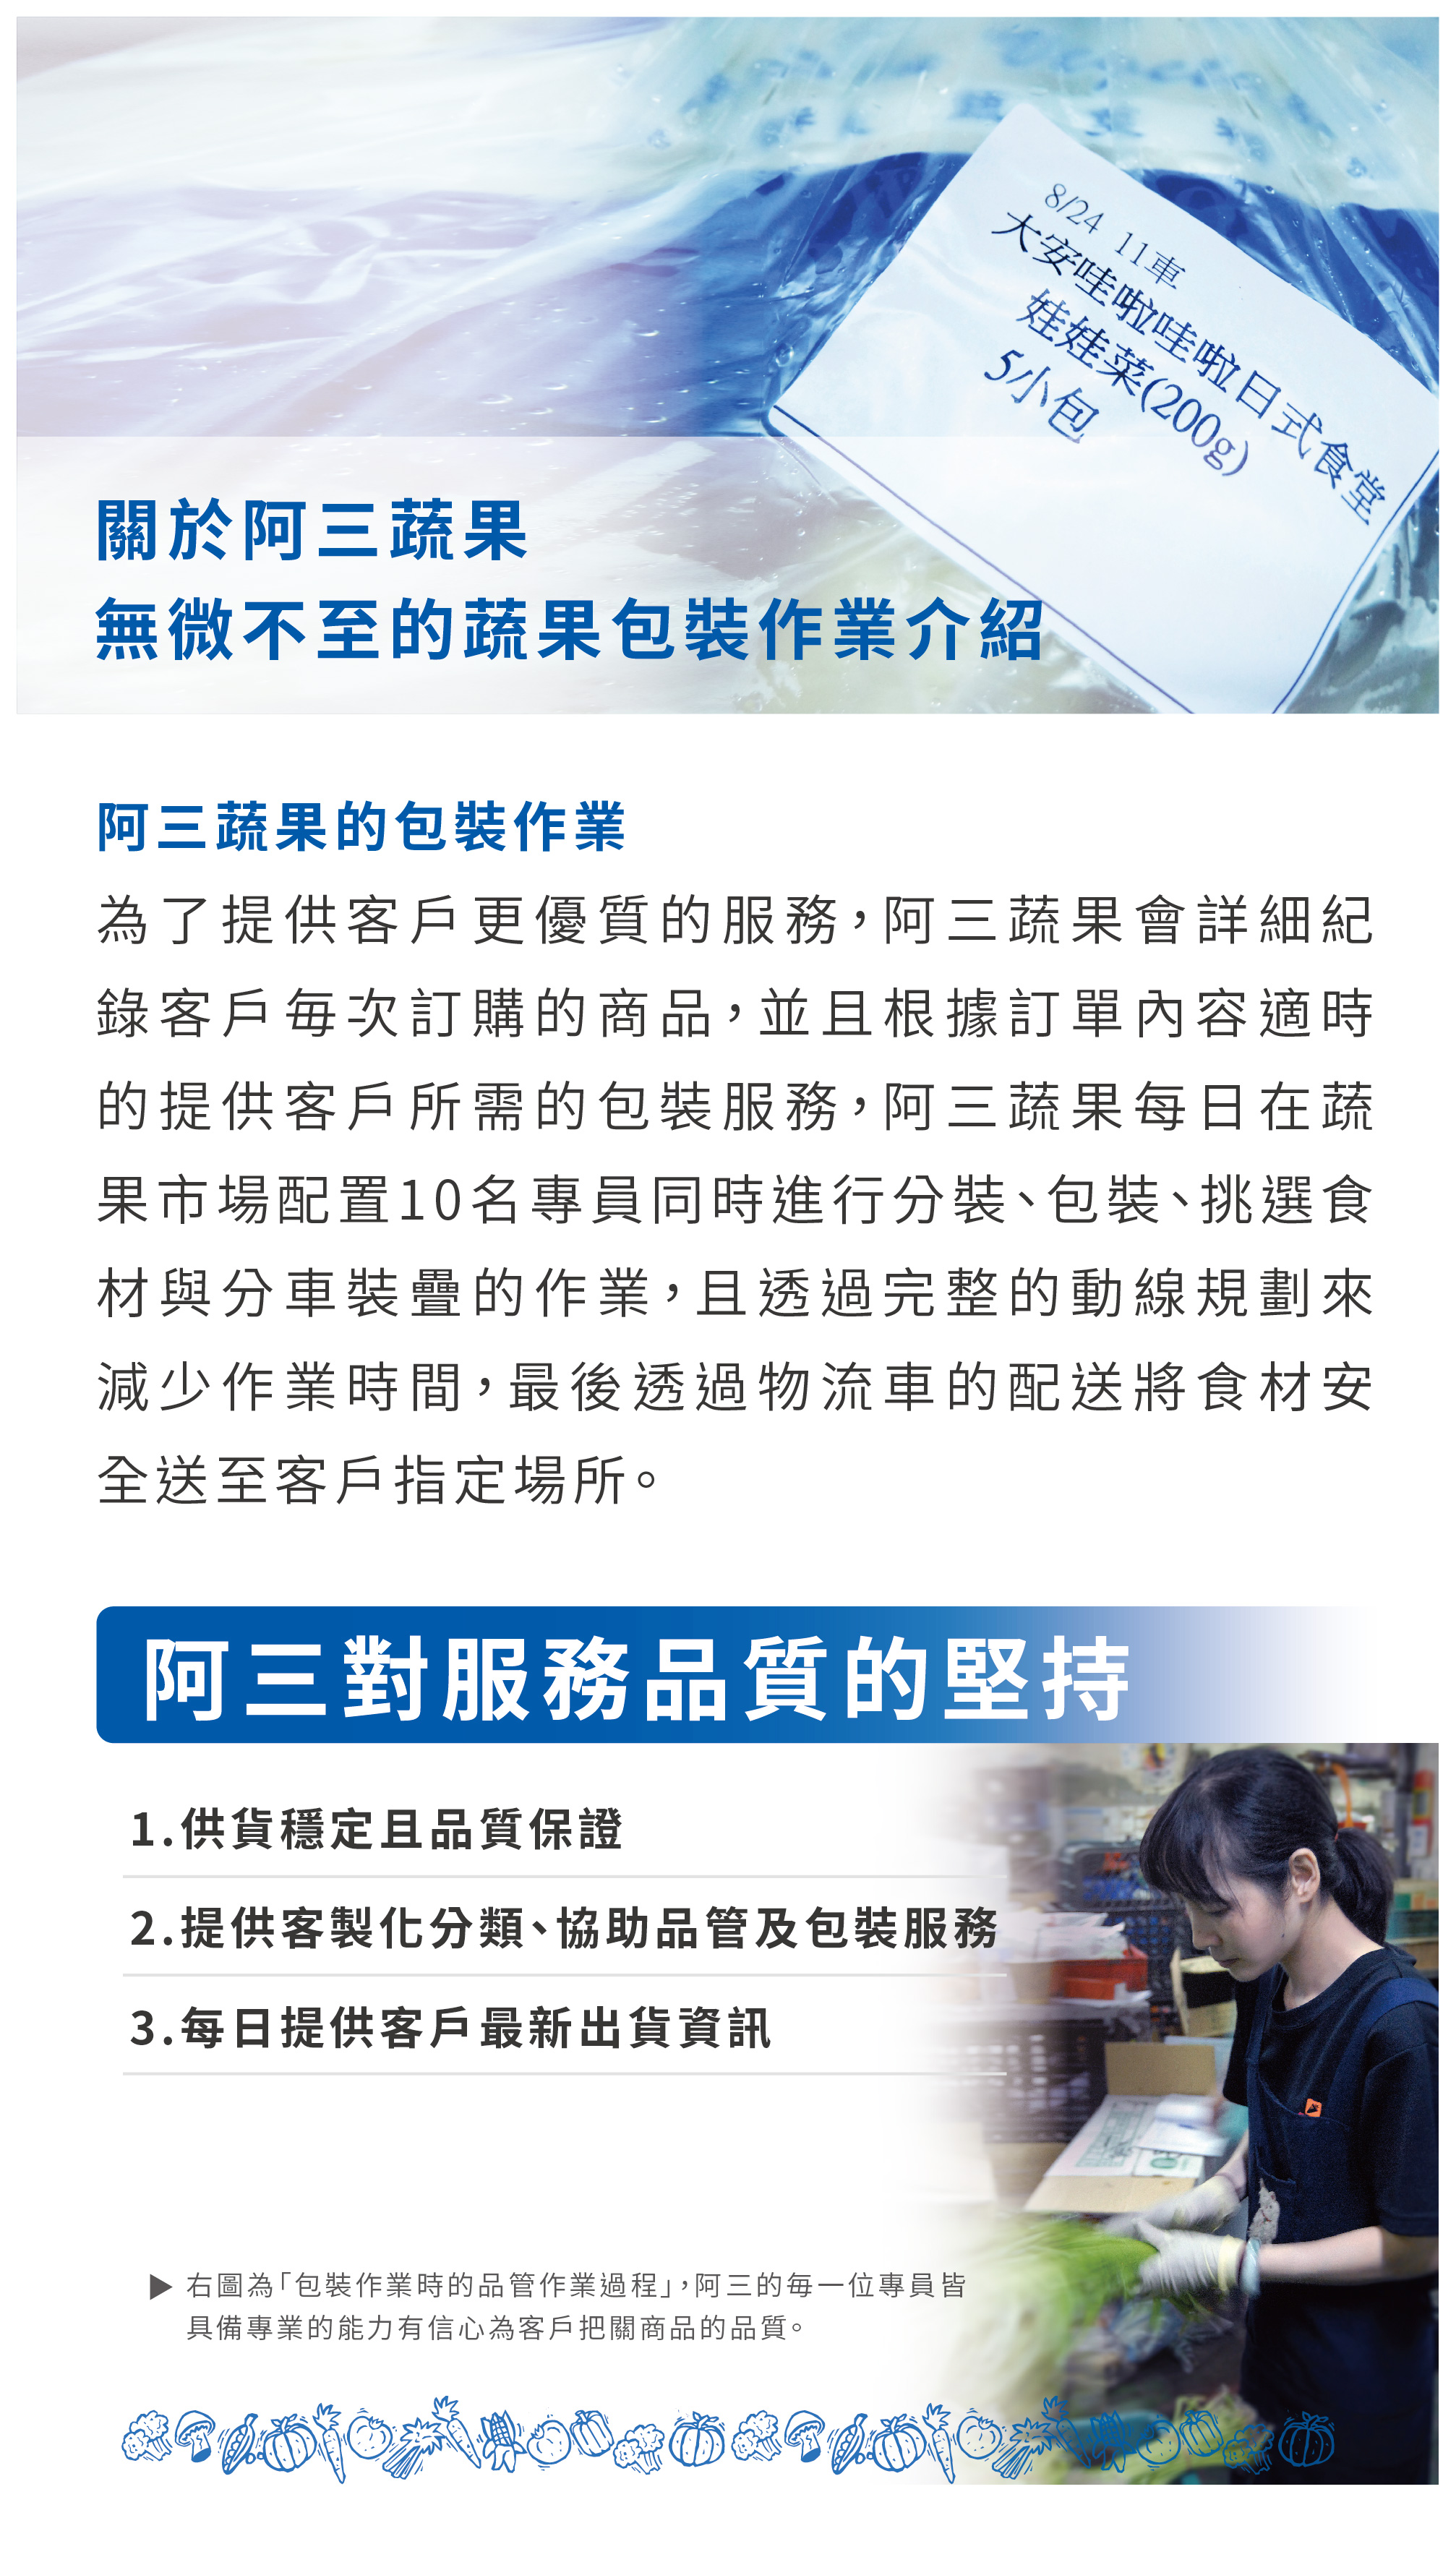 8/24 11車
大安哇啦哇啦日式食堂
娃娃菜(200g)
5小包
關於阿三蔬果
無微不至的蔬果包裝作業介紹
阿三蔬果的包裝作業
為了提供客戶更優質的服務，阿三蔬果會詳細紀
錄客戶每次訂購的商品，並且根據訂單內容適時
的提供客戶所需的包裝服務，阿三蔬果每日在蔬
果市場配置10名專員同時進行分裝、包裝、挑選食
材與分車裝疊的作業，且透過完整的動線規劃來
減少作業時間，最後透過物流車的配送將食材安
全送至客戶指定場所。
阿三對服務品質的堅持
1.供貨穩定且品質保證
2.提供客製化分類、協助品管及包裝服務
3.每日提供客戶最新出貨資訊
▶ 右圖為「包裝作業時的品管作業過程」，阿三的每一位專員皆
具備專業的能力有信心為客戶把關商品的品質。